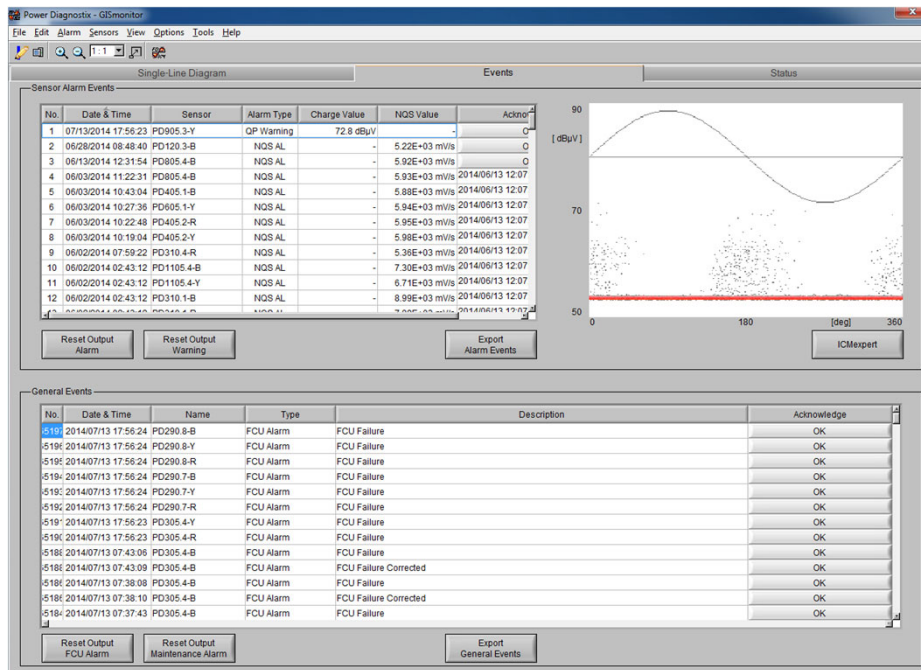 Power Diagnostix - GISmonitor
File Edit Alarm Sensors View Options Tools Help
1:1
Single-Line Diagram Events Status
Sensor Alarm Events
No. Date & Time Sensor Alarm Type Charge Value NQS Value
1 07/13/2014 17:56:23 PD905.3-Y QP Warning 72.8 dBµV -
2 06/28/2014 08:48:40 PD120.3-B NQS AL - 5.22E+03 mV/s
3 06/13/2014 12:31:54 PD805.4-B NQS AL - 5.92E+03 mV/s
4 06/03/2014 11:22:31 PD805.4-B NQS AL - 5.93E+03 mV/s 2014/06/13 12:07
5 06/03/2014 10:43:04 PD405.1-B NQS AL - 5.88E+03 mV/s 2014/06/13 12:07
6 06/03/2014 10:27:36 PD605.1-Y NQS AL - 5.94E+03 mV/s 2014/06/13 12:07
7 06/03/2014 10:22:48 PD405.2-R NQS AL - 5.95E+03 mV/s 2014/06/13 12:07
8 06/03/2014 10:19:04 PD405.2-Y NQS AL - 5.98E+03 mV/s 2014/06/13 12:07
9 06/02/2014 07:59:22 PD310.4-R NQS AL - 5.36E+03 mV/s 2014/06/13 12:07
10 06/02/2014 02:43:12 PD1105.4-B NQS AL - 7.30E+03 mV/s 2014/06/13 12:07
11 06/02/2014 02:43:12 PD1105.4-Y NQS AL - 6.71E+03 mV/s 2014/06/13 12:07
12 06/02/2014 02:43:12 PD310.1-B NQS AL - 8.99E+03 mV/s 2014/06/13 12:07
90
[dBµV]
70
50
0 180 [deg] 360
Reset Output Alarm
Reset Output Warning
Export Alarm Events
ICMexpert
General Events
No. Date & Time Name Type Description Acknowledge
2014/07/13 17:56:24 PD290.8-B FCU Alarm FCU Failure OK
2014/07/13 17:56:24 PD290.8-Y FCU Alarm FCU Failure OK
2014/07/13 17:56:24 PD290.8-R FCU Alarm FCU Failure OK
2014/07/13 17:56:24 PD290.7-B FCU Alarm FCU Failure OK
2014/07/13 17:56:24 PD290.7-Y FCU Alarm FCU Failure OK
2014/07/13 17:56:24 PD290.7-R FCU Alarm FCU Failure OK
2014/07/13 17:56:23 PD305.4-Y FCU Alarm FCU Failure OK
2014/07/13 17:56:23 PD305.4-R FCU Alarm FCU Failure OK
2014/07/13 07:43:06 PD305.4-B FCU Alarm FCU Failure OK
2014/07/13 07:43:09 PD305.4-B FCU Alarm FCU Failure Corrected OK
2014/07/13 07:38:08 PD305.4-B FCU Alarm FCU Failure OK
2014/07/13 07:38:10 PD305.4-B FCU Alarm FCU Failure Corrected OK
2014/07/13 07:37:43 PD305.4-B FCU Alarm FCU Failure OK
Reset Output FCU Alarm
Reset Output Maintenance Alarm
Export General Events